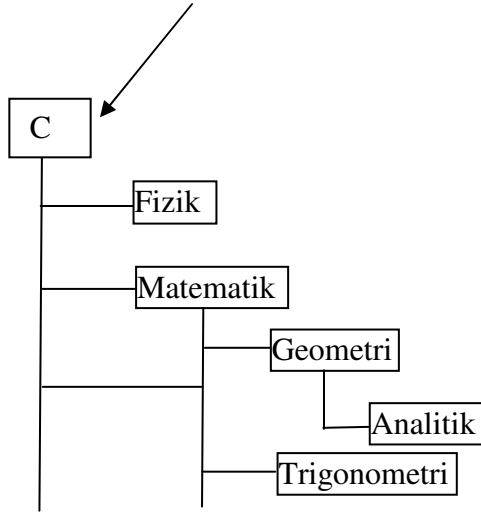 C
Fizik
Matematik
Geometri
Analitik
Trigonometri